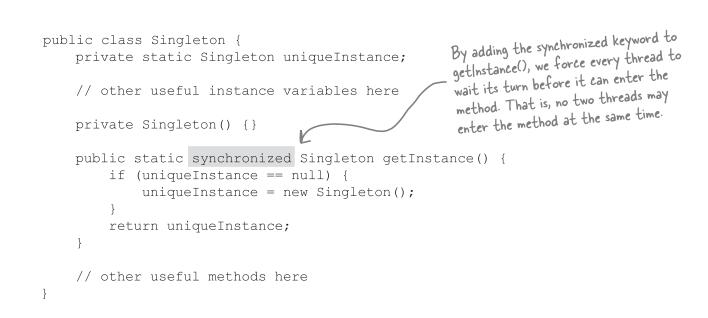 public class Singleton {
private static Singleton uniqueInstance;
// other useful instance variables here
private Singleton() {}
public static synchronized Singleton getInstance() {
if (uniqueInstance == null) {
uniqueInstance = new Singleton();
}
return uniqueInstance;
}
// other useful methods here
}
By adding the synchronized keyword to
getInstance(), we force every thread to
wait its turn before it can enter the
method. That is, no two threads may
enter the method at the same time.